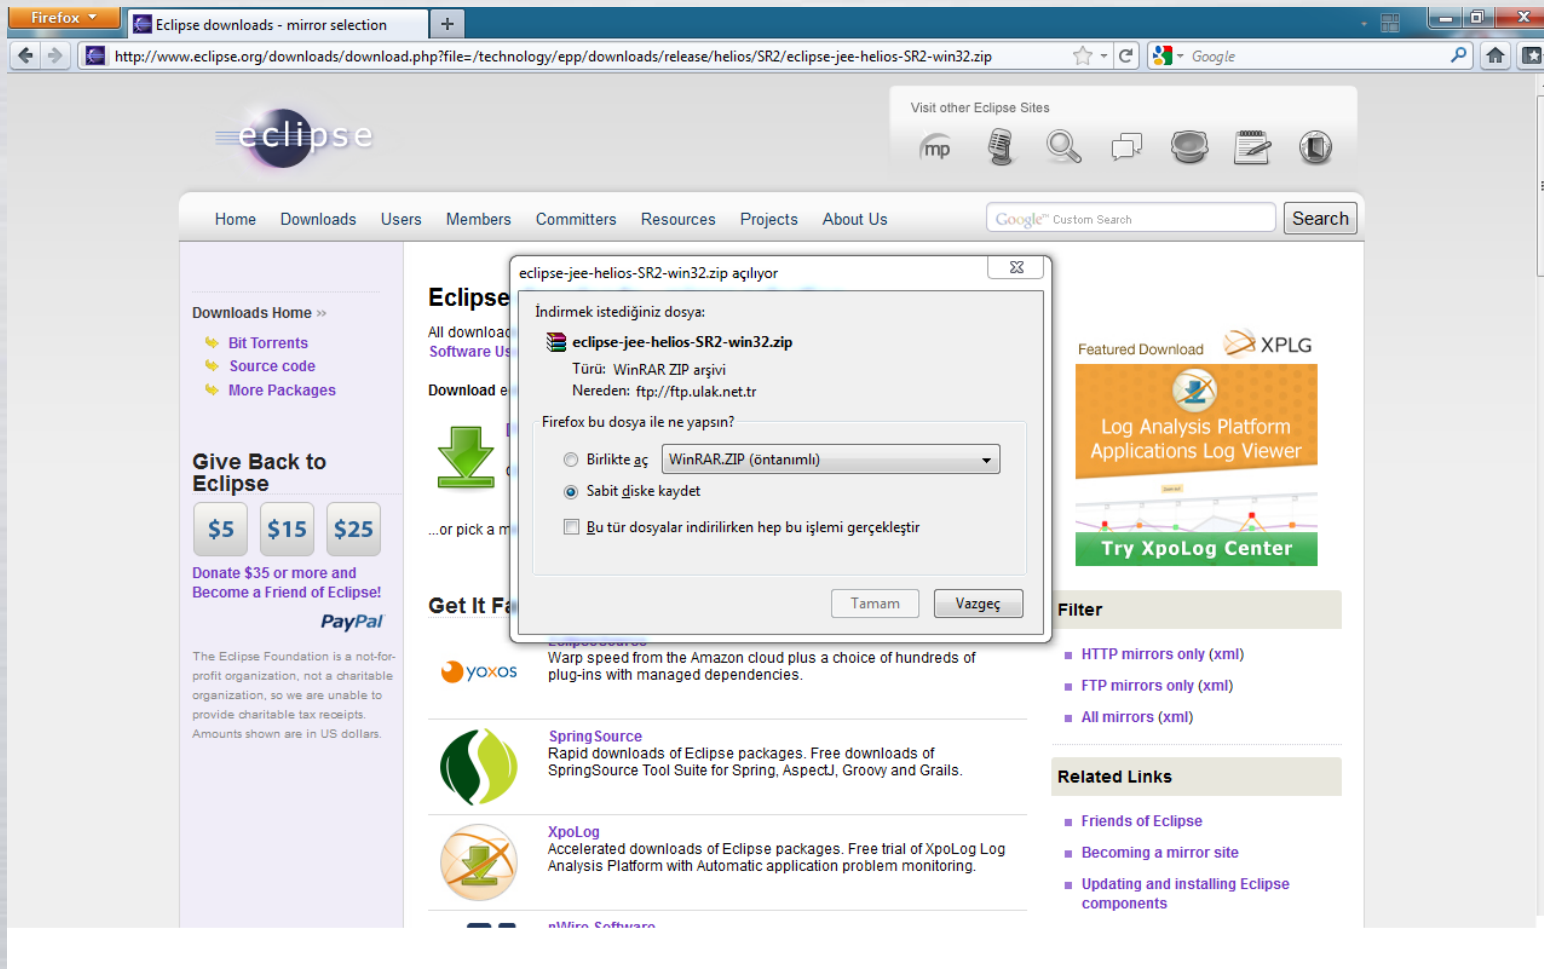 Firefox
Eclipse downloads - mirror selection
http://www.eclipse.org/downloads/download.php?file=/technology/epp/downloads/release/helios/SR2/eclipse-jee-helios-SR2-win32.zip
Google
eclipse
Visit other Eclipse Sites
mp
Home Downloads Users Members Committers Resources Projects About Us
Google™ Custom Search
Search
Downloads Home »
Bit Torrents
Source code
More Packages
Give Back to
Eclipse
$5 $15 $25
Donate $35 or more and
Become a Friend of Eclipse!
PayPal
The Eclipse Foundation is a not-for-
profit organization, not a charitable
organization, so we are unable to
provide charitable tax receipts.
Amounts shown are in US dollars.
Eclipse
All downloa
Software Us
Download e
...or pick a m
Get It Fa
eclipse-jee-helios-SR2-win32.zip açılıyor
İndirmek istediğiniz dosya:
eclipse-jee-helios-SR2-win32.zip
Türü: WinRAR ZIP arşivi
Nereden: ftp://ftp.ulak.net.tr
Firefox bu dosya ile ne yapsın?
Birlikte aç
WinRAR.ZIP (öntanımlı)
Sabit diske kaydet
Bu tür dosyalar indirilirken hep bu işlemi gerçekleştir
Tamam
Vazgeç
yoxos
Warp speed from the Amazon cloud plus a choice of hundreds of
plug-ins with managed dependencies.
SpringSource
Rapid downloads of Eclipse packages. Free downloads of
SpringSource Tool Suite for Spring, AspectJ, Groovy and Grails.
XpoLog
Accelerated downloads of Eclipse packages. Free trial of XpoLog Log
Analysis Platform with Automatic application problem monitoring.
nWire Software
Featured Download
XPLG
Log Analysis Platform
Applications Log Viewer
Try XpoLog Center
Filter
HTTP mirrors only (xml)
FTP mirrors only (xml)
All mirrors (xml)
Related Links
Friends of Eclipse
Becoming a mirror site
Updating and installing Eclipse
components